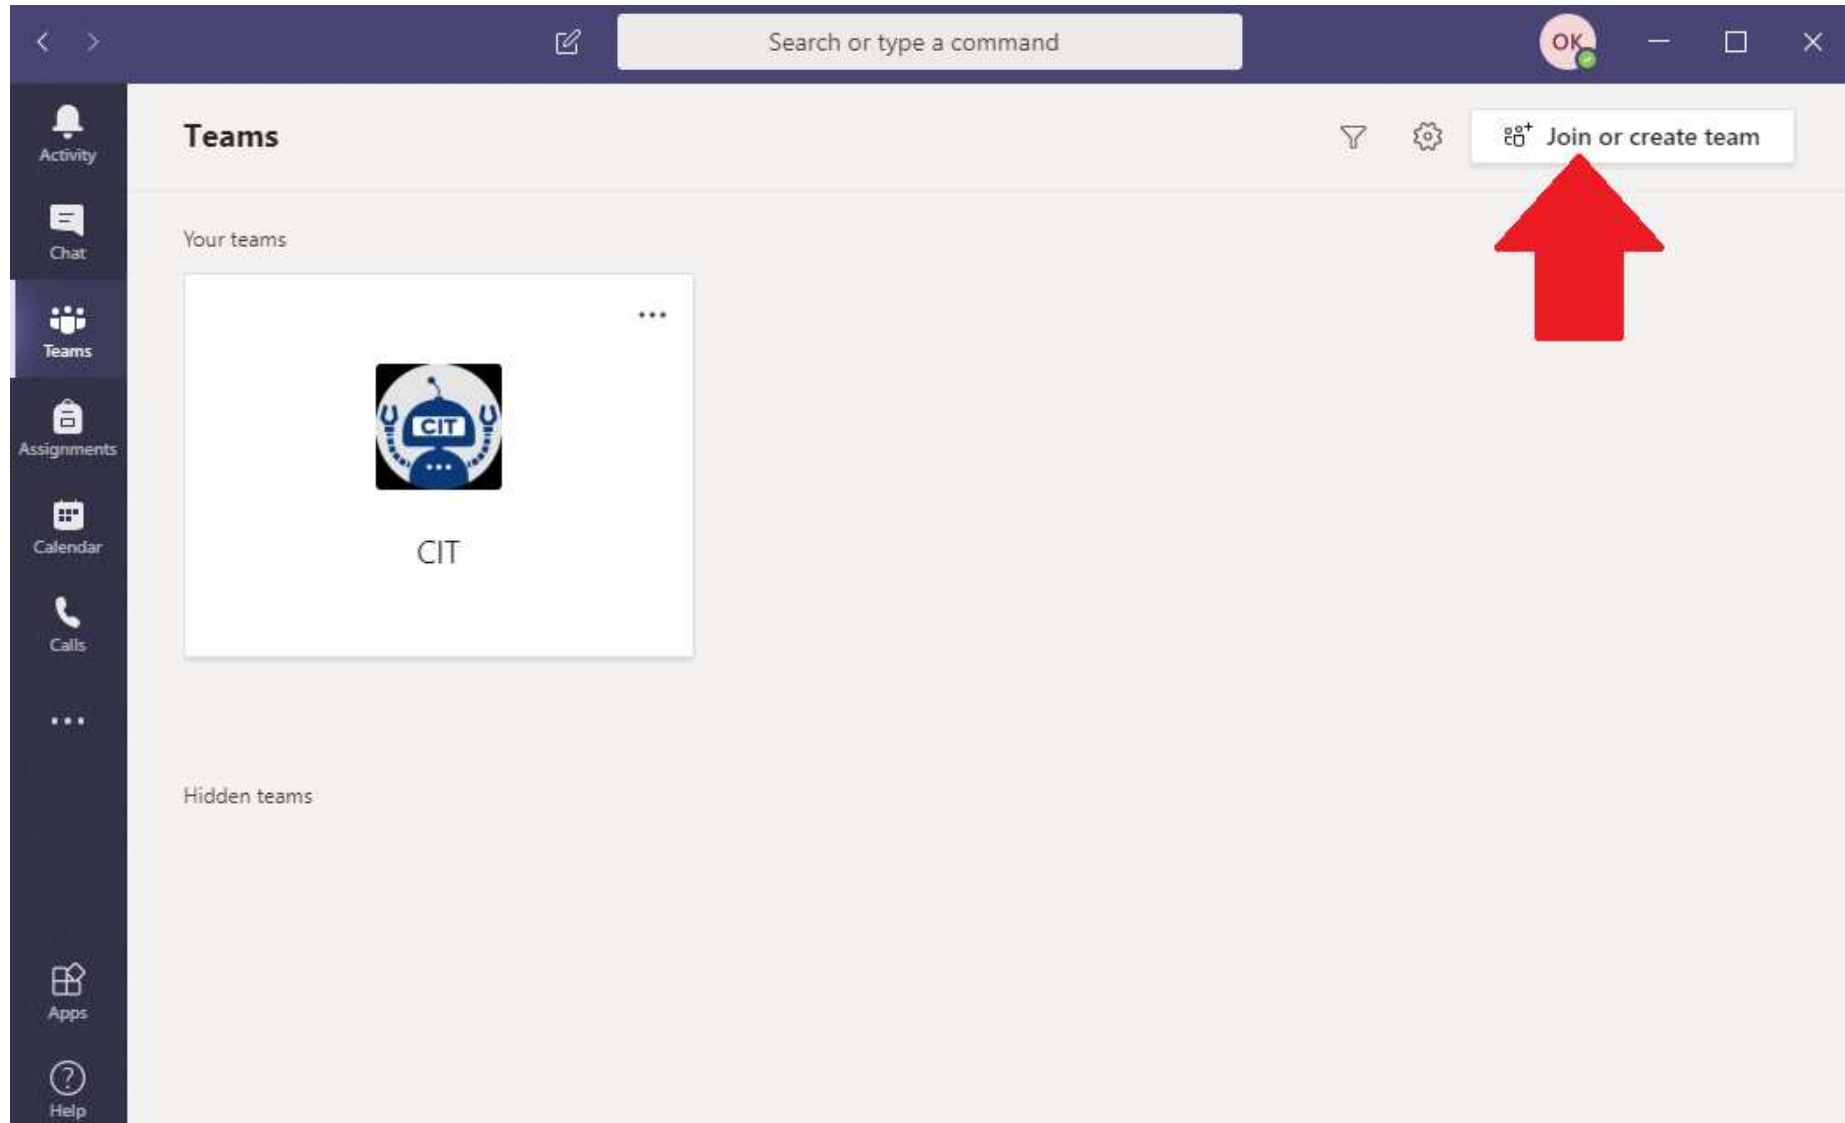 Search or type a command
OK
Activity
Chat
Teams
Assignments
Calendar
Calls
Apps
Help
Teams
Join or create team
Your teams
CIT
CIT
Hidden teams